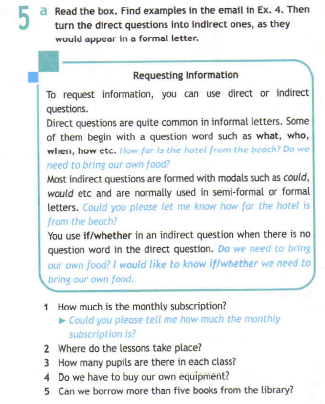 5 a Read the box. Find examples in the email in Ex. 4. Then
turn the direct questions into indirect ones, as they
would appear in a formal letter.
Requesting Information
To request information, you can use direct or indirect
questions.
Direct questions are quite common in informal letters. Some
of them begin with a question word such as what, who,
when, how etc. How far is the hotel from the beach? Do we
need to bring our own food?
Most indirect questions are formed with modals such as could,
would etc and are normally used in semi-formal or formal
letters. Could you please let me know how far the hotel is
from the beach?
You use if/whether in an indirect question when there is no
question word in the direct question. Do we need to bring
our own food? I would like to know if/whether we need to
bring our own food.
1 How much is the monthly subscription?
► Could you please tell me how much the monthly
subscription is?
2 Where do the lessons take place?
3 How many pupils are there in each class?
4 Do we have to buy our own equipment?
5 Can we borrow more than five books from the library?